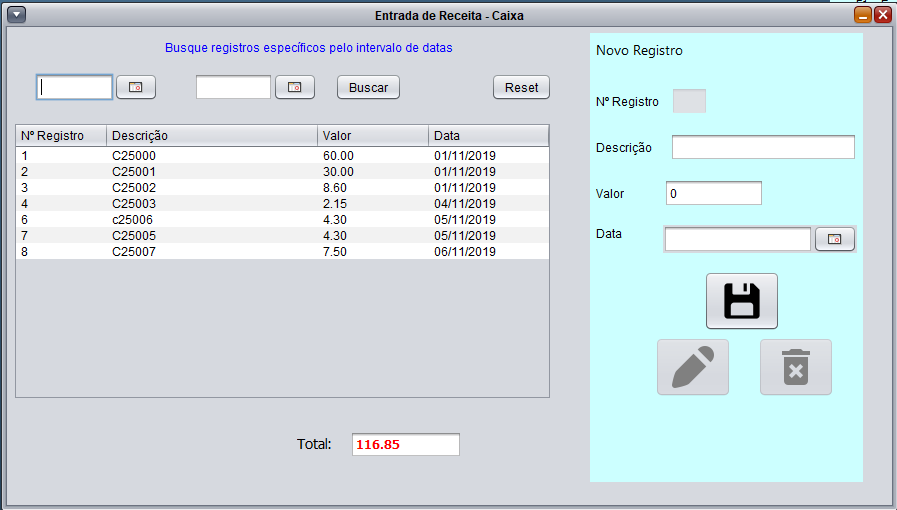 Entrada de Receita - Caixa
Busque registros específicos pelo intervalo de datas
Buscar Reset
Nº Registro Descrição Valor Data
1 C25000 60.00 01/11/2019
2 C25001 30.00 01/11/2019
3 C25002 8.60 01/11/2019
4 C25003 2.15 04/11/2019
6 c25006 4.30 05/11/2019
7 C25005 4.30 05/11/2019
8 C25007 7.50 06/11/2019
Total: 116.85
Novo Registro
Nº Registro
Descrição
Valor 0
Data